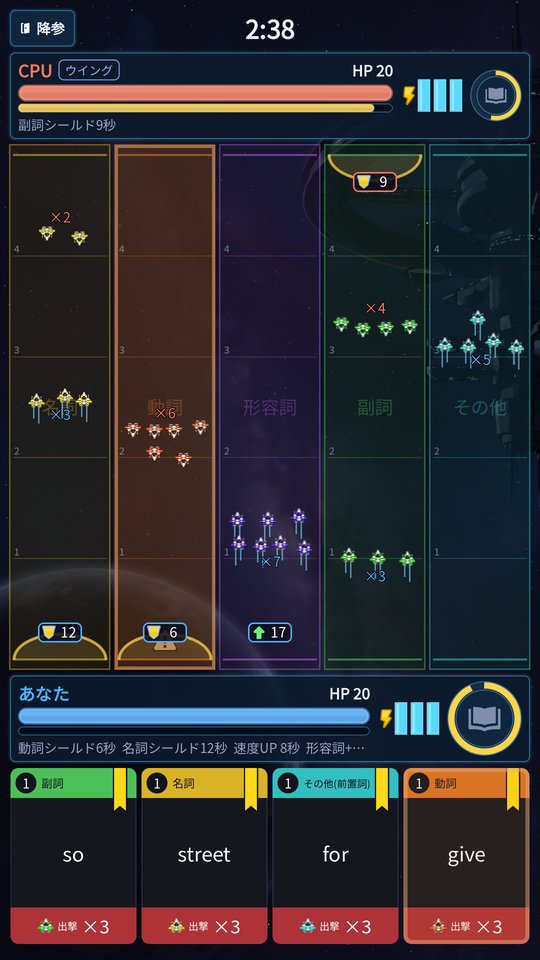 降参
2:38
CPU ウイング HP 20
副詞シールド9秒
9
×2
4 4 4 4 4
×4
3 3 3 3 3
×5
名詞 動詞 形容詞 副詞 その他
×3
×6
2 2 2 2 2
1 1 1 1 1
×7
×3
12 6 17
あなた HP 20
動詞シールド6秒 名詞シールド12秒 速度UP 8秒 形容詞+…
1 副詞
so
出撃 ×3
1 名詞
street
出撃 ×3
1 その他(前置詞)
for
出撃 ×3
1 動詞
give
出撃 ×3